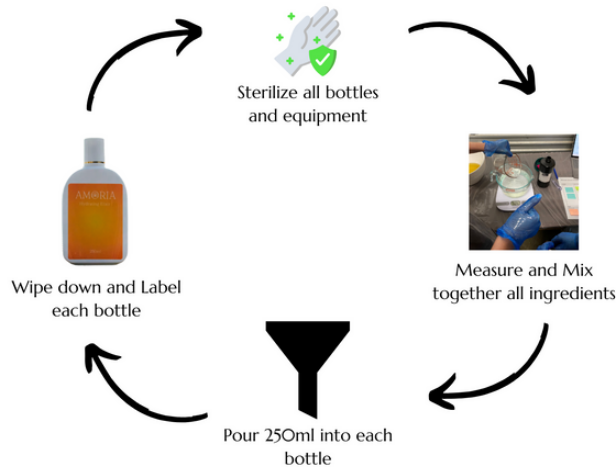 Sterilize all bottles
and equipment
Measure and Mix
together all ingredients
Pour 250ml into each
bottle
Wipe down and Label
each bottle
AMORIA